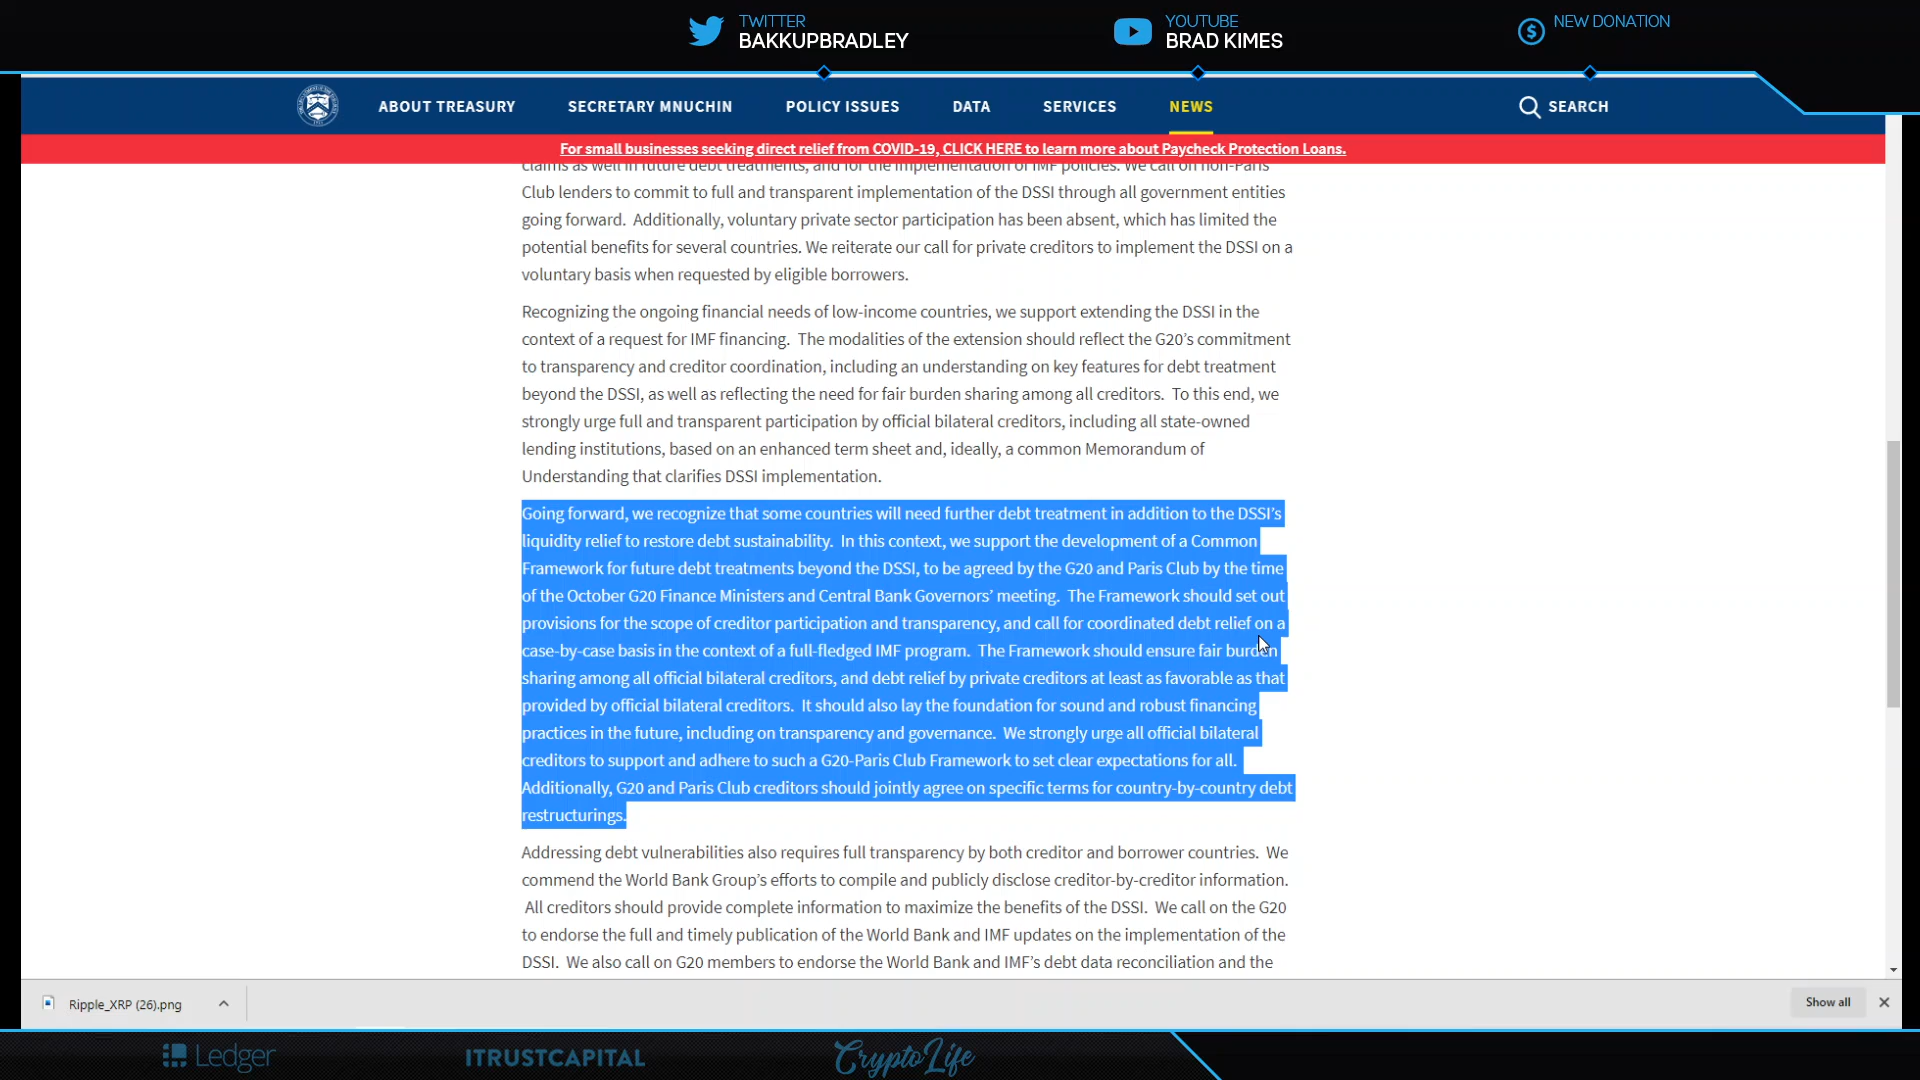 TWITTER
BAKKUPBRADLEY
YOUTUBE
BRAD KIMES
NEW DONATION
ABOUT TREASURY SECRETARY MNUCHIN POLICY ISSUES DATA SERVICES NEWS SEARCH
For small businesses seeking direct relief from COVID-19, CLICK HERE to learn more about Paycheck Protection Loans.
claims as well in future debt treatments, and for the implementation of IMF policies. We call on non-Paris
Club lenders to commit to full and transparent implementation of the DSSI through all government entities
going forward.  Additionally, voluntary private sector participation has been absent, which has limited the
potential benefits for several countries. We reiterate our call for private creditors to implement the DSSI on a
voluntary basis when requested by eligible borrowers.
Recognizing the ongoing financial needs of low-income countries, we support extending the DSSI in the
context of a request for IMF financing.  The modalities of the extension should reflect the G20’s commitment
to transparency and creditor coordination, including an understanding on key features for debt treatment
beyond the DSSI, as well as reflecting the need for fair burden sharing among all creditors.  To this end, we
strongly urge full and transparent participation by official bilateral creditors, including all state-owned
lending institutions, based on an enhanced term sheet and, ideally, a common Memorandum of
Understanding that clarifies DSSI implementation.
Going forward, we recognize that some countries will need further debt treatment in addition to the DSSI’s
liquidity relief to restore debt sustainability.  In this context, we support the development of a Common
Framework for future debt treatments beyond the DSSI, to be agreed by the G20 and Paris Club by the time
of the October G20 Finance Ministers and Central Bank Governors’ meeting.  The Framework should set out
provisions for the scope of creditor participation and transparency, and call for coordinated debt relief on a
case-by-case basis in the context of a full-fledged IMF program.  The Framework should ensure fair burden
sharing among all official bilateral creditors, and debt relief by private creditors at least as favorable as that
provided by official bilateral creditors.  It should also lay the foundation for sound and robust financing
practices in the future, including on transparency and governance.  We strongly urge all official bilateral
creditors to support and adhere to such a G20-Paris Club Framework to set clear expectations for all.
Additionally, G20 and Paris Club creditors should jointly agree on specific terms for country-by-country debt
restructurings.
Addressing debt vulnerabilities also requires full transparency by both creditor and borrower countries.  We
commend the World Bank Group’s efforts to compile and publicly disclose creditor-by-creditor information.
All creditors should provide complete information to maximize the benefits of the DSSI.  We call on the G20
to endorse the full and timely publication of the World Bank and IMF updates on the implementation of the
DSSI.  We also call on G20 members to endorse the World Bank and IMF’s debt data reconciliation and the
Ripple_XRP (26).png
Show all
Ledger
ITRUSTCAPITAL
CryptoLife